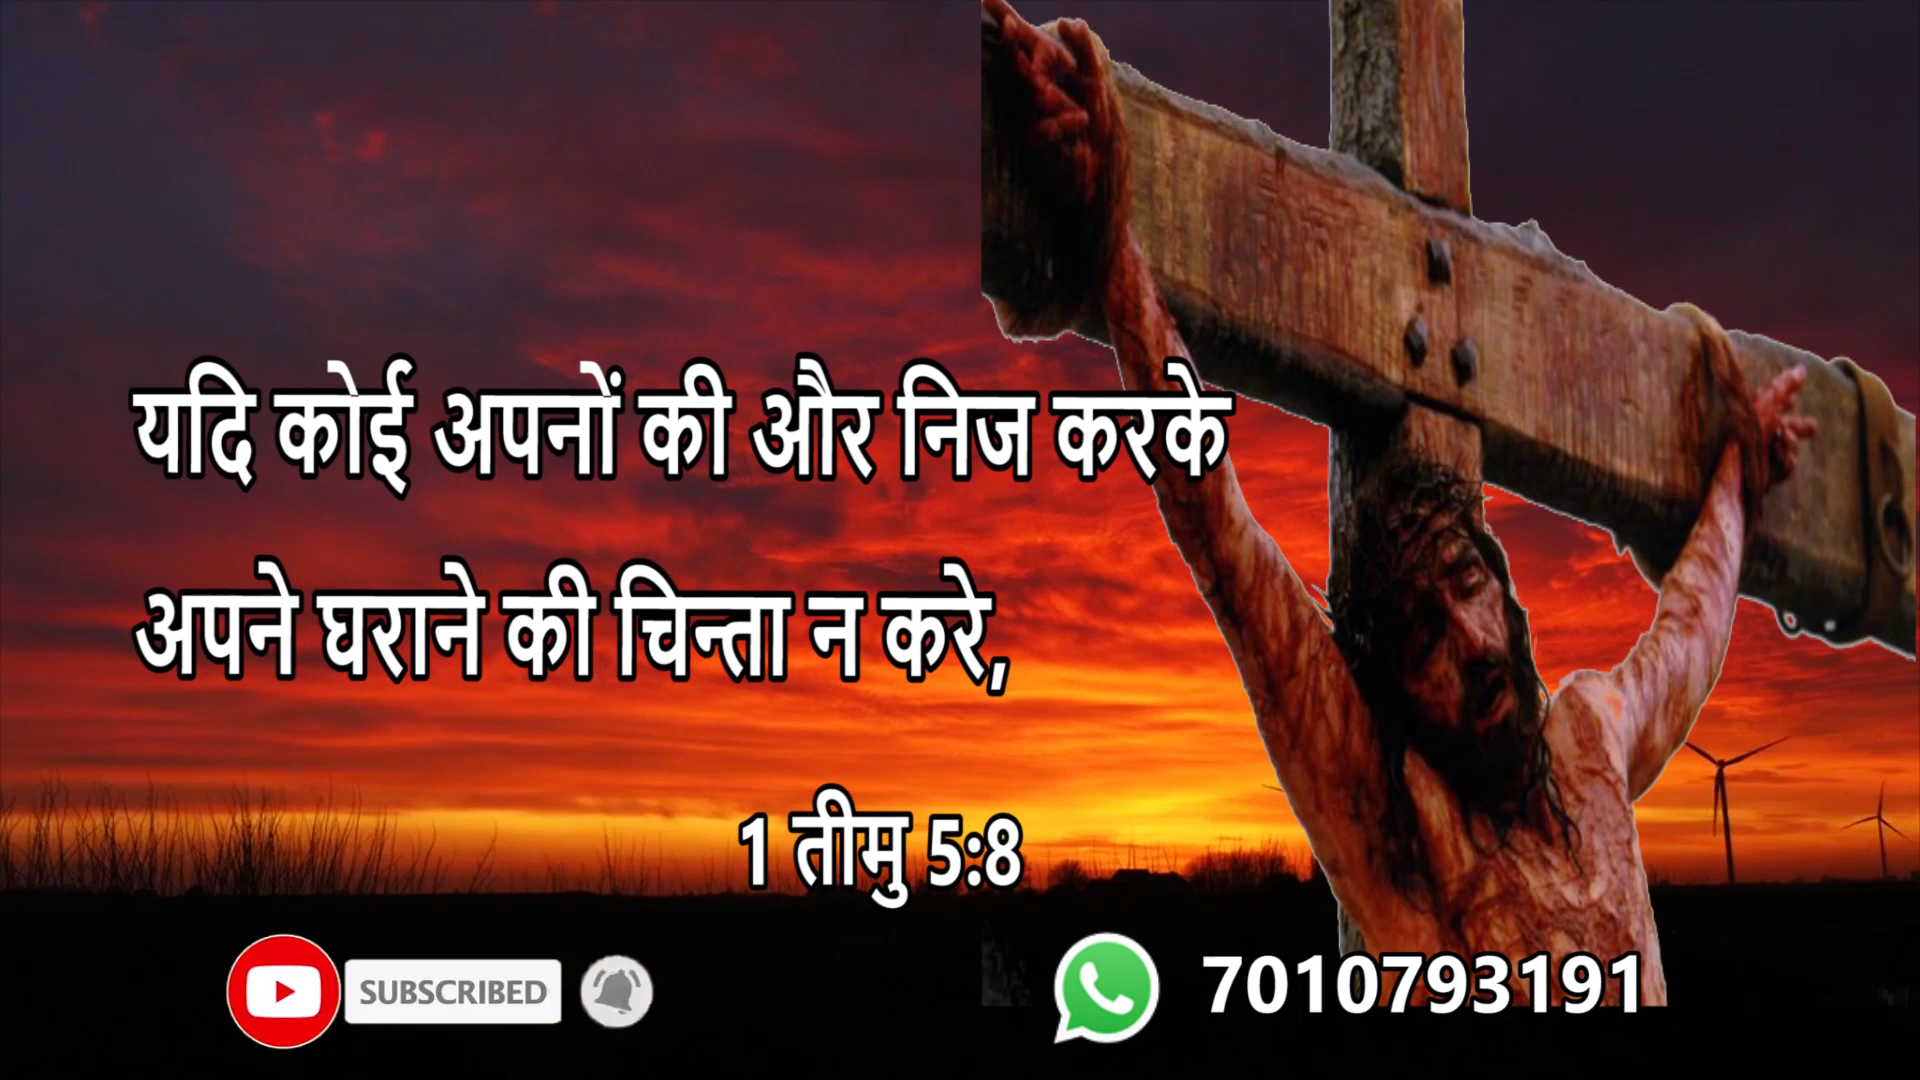 यदि कोई अपनों की और निज करके
अपने घराने की चिन्ता न करे,
1 तीमु 5:8
SUBSCRIBED
7010793191